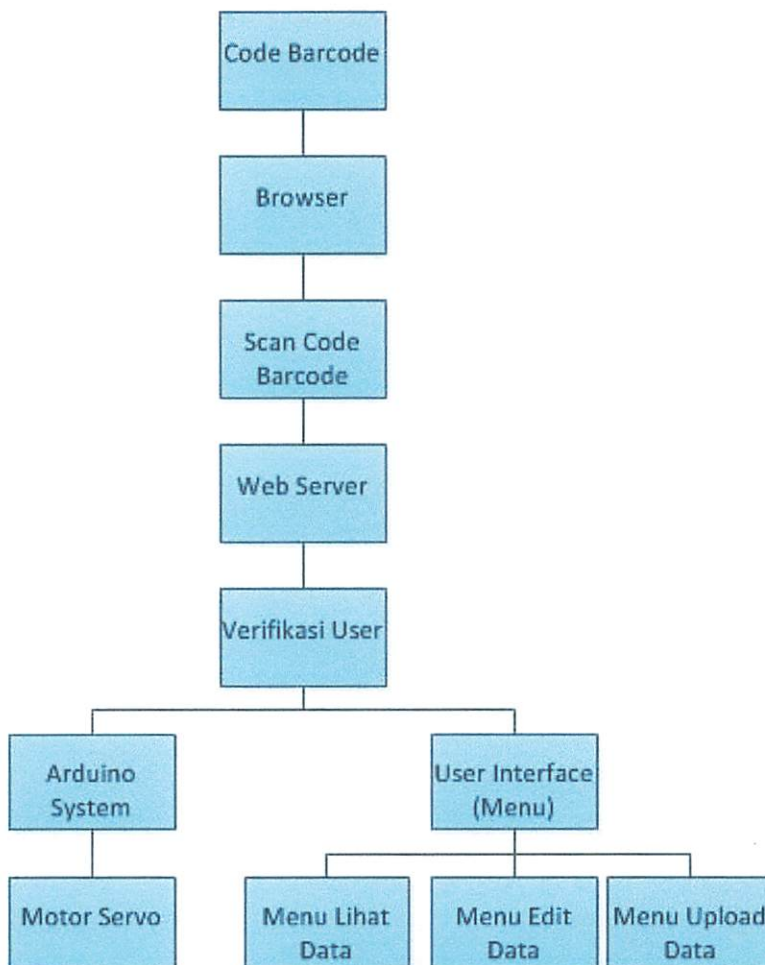 Code Barcode
Browser
Scan Code
Barcode
Web Server
Verifikasi User
Arduino
System
User Interface
(Menu)
Motor Servo
Menu Lihat
Data
Menu Edit
Data
Menu Upload
Data